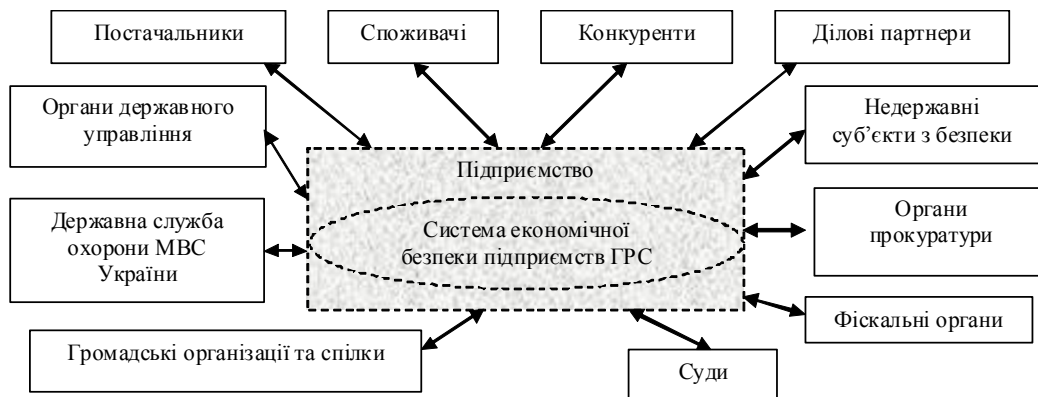 Постачальники
Споживачі
Конкуренти
Ділові партнери
Органи державного
управління
Недержавні
суб’єкти з безпеки
Підприємство
Державна служба
охорони МВС
України
Система економічної
безпеки підприємств ГРС
Органи
прокуратури
Фіскальні органи
Громадські організації та спілки
Суди